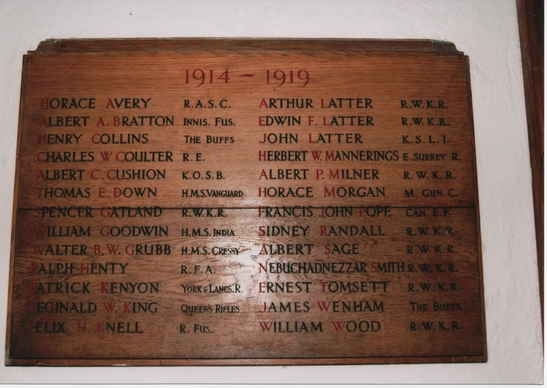 1914 – 1919
HORACE AVERY R.A.S.C. ARTHUR LATTER R.W.K.R.
ALBERT A. BRATTON INNIS. FUS. EDWIN F. LATTER R.W.K.R.
HENRY COLLINS THE BUFFS JOHN LATTER K.S.L.I.
CHARLES W COULTER R.E. HERBERT W. MANNERINGS E. SURREY R.
ALBERT C. CUSHION K.O.S.B. ALBERT P. MILNER R.W.K.R.
THOMAS E. DOWN H.M.S. VANGUARD HORACE MORGAN M. GUN C.
SPENCER GATLAND R.W.K.R. FRANCIS JOHN POPE CAN. E.F.
WILLIAM GOODWIN H.M.S. INDIA SIDNEY RANDALL R.W.K.R.
WALTER B.W. GRUBB H.M.S. CRESSY ALBERT SAGE R.W.K.R.
RALPH HENTY R.F.A. NEBUCHADNEZZAR SMITH R.W.K.R.
PATRICK KENYON YORK & LANCS. R. ERNEST TOMSETT R.W.K.R.
REGINALD W. KING QUEENS RIFLES JAMES WENHAM THE BUFFS
FELIX H. KNELL R. FUS. WILLIAM WOOD R.W.K.R.